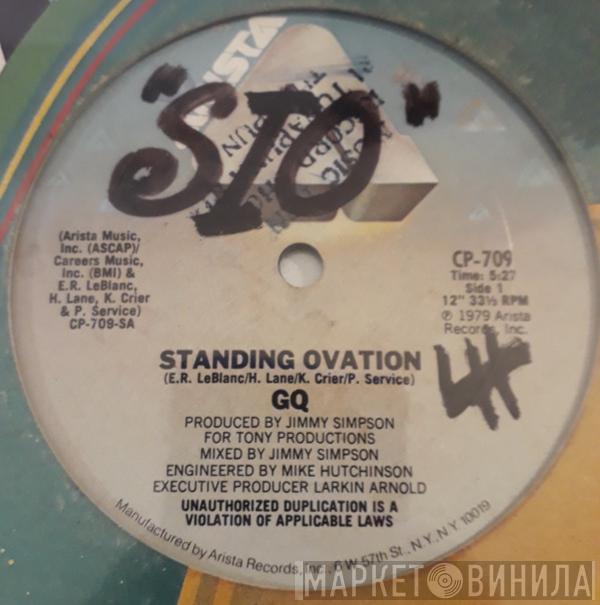 ARISTA
"SIO"
(Arista Music,
Inc. (ASCAP)/
Careers Music,
Inc. (BMI) &
E.R. LeBlanc,
H. Lane, K. Crier
& P. Service)
CP-709-SA
CP-709
Time: 5:27
Side 1
12" 33⅓ RPM
℗ 1979 Arista
Records, Inc.
STANDING OVATION
(E.R. LeBlanc/H. Lane/K. Crier/P. Service)
GQ
PRODUCED BY JIMMY SIMPSON
FOR TONY PRODUCTIONS
MIXED BY JIMMY SIMPSON
ENGINEERED BY MIKE HUTCHINSON
EXECUTIVE PRODUCER LARKIN ARNOLD
UNAUTHORIZED DUPLICATION IS A
VIOLATION OF APPLICABLE LAWS
Manufactured by Arista Records, Inc., 6 W. 57th St., N.Y., N.Y. 10019
МАРКЕТ ВИНИЛА